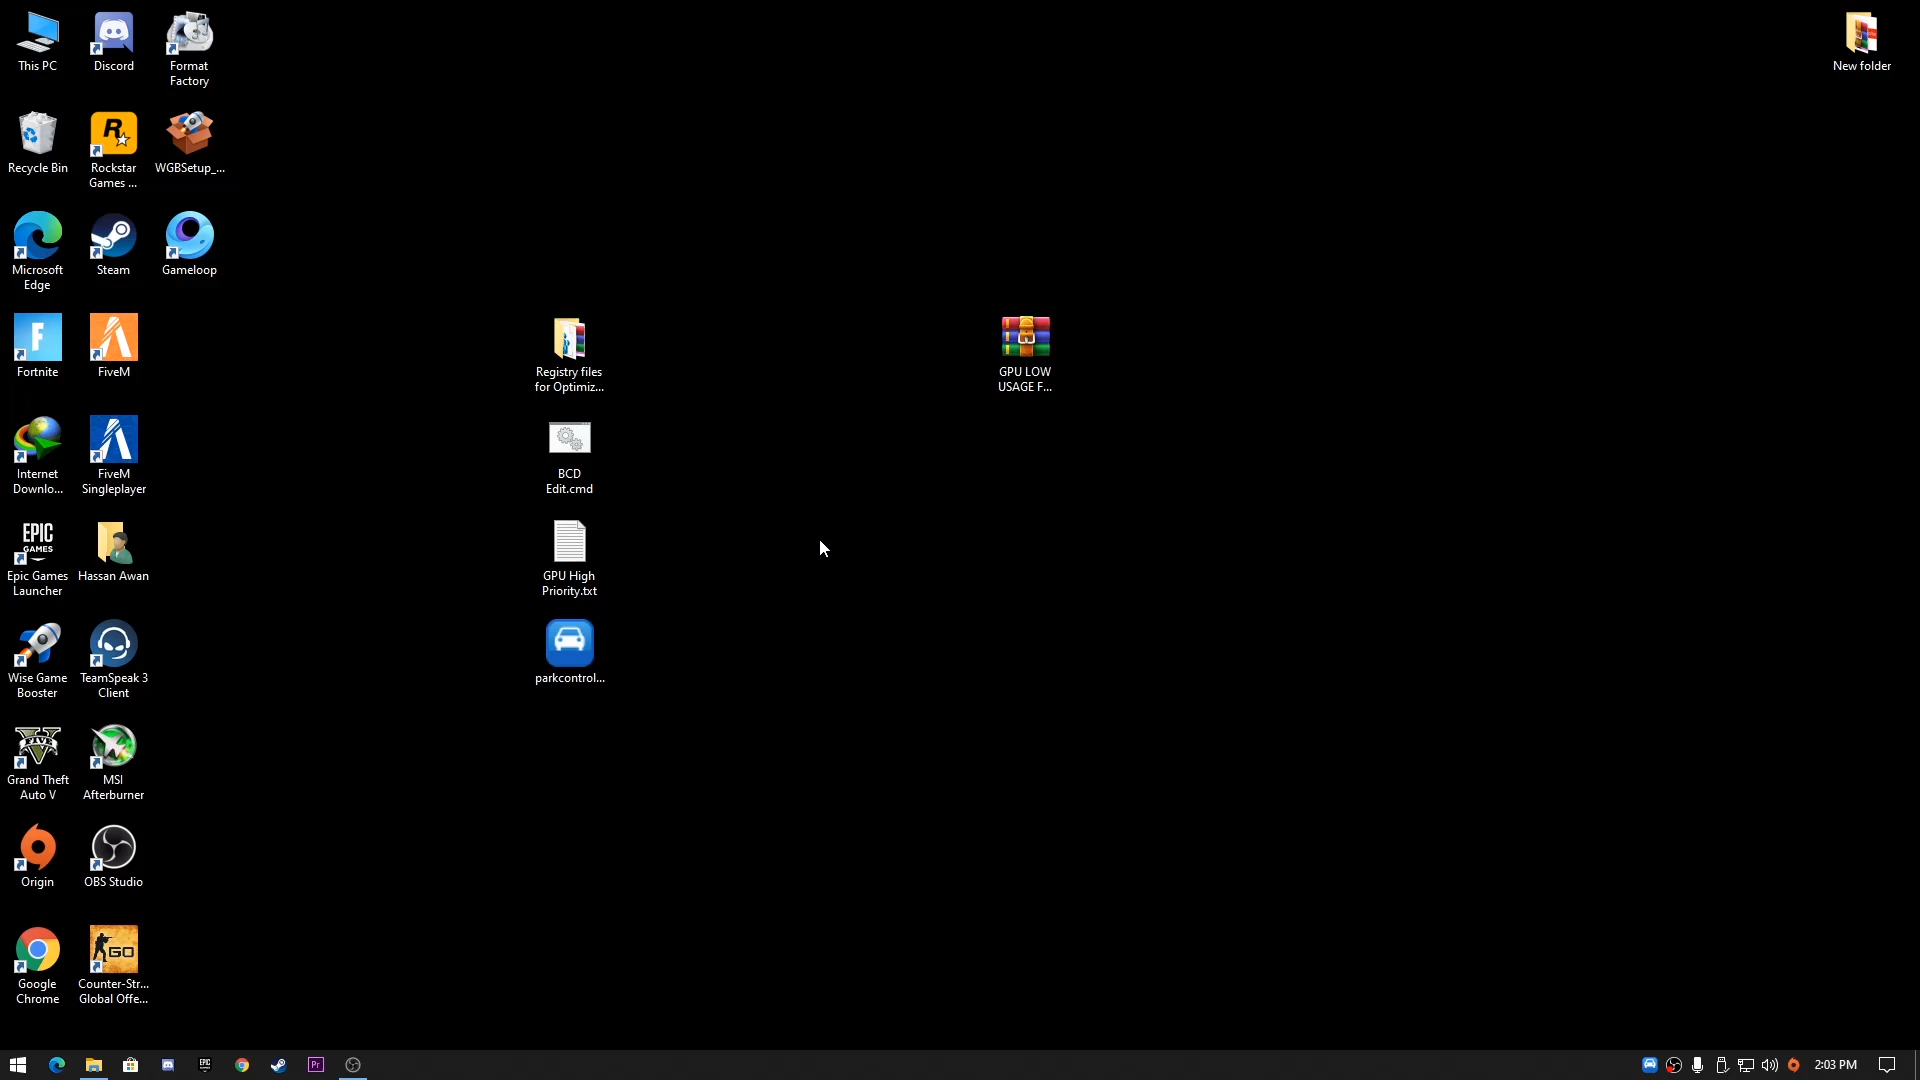 This PC
Discord
Format
Factory
New folder
Recycle Bin
Rockstar
Games ...
WGBSetup_...
Microsoft
Edge
Steam
Gameloop
Fortnite
FiveM
Registry files
for Optimiz...
GPU LOW
USAGE F...
Internet
Downlo...
FiveM
Singleplayer
BCD
Edit.cmd
EPIC
GAMES
Epic Games
Launcher
Hassan Awan
GPU High
Priority.txt
Wise Game
Booster
TeamSpeak 3
Client
parkcontrol...
FIVE
Grand Theft
Auto V
MSI
Afterburner
Origin
OBS Studio
GO
Google
Chrome
Counter-Str...
Global Offe...
EPIC
Pr
2:03 PM